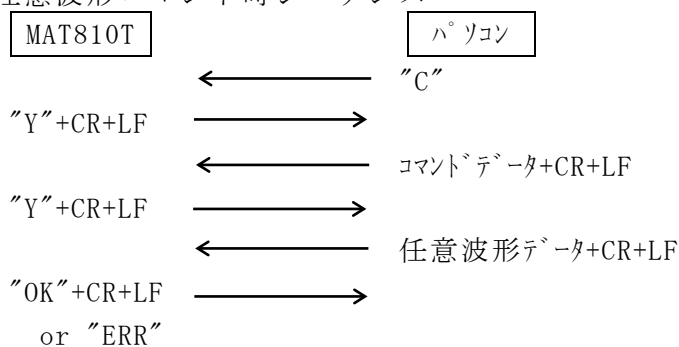 MAT810T ﾊﾟｿｺﾝ
"C"
"Y"+CR+LF
ｺﾏﾝﾄﾞﾃﾞｰﾀ+CR+LF
"Y"+CR+LF
任意波形ﾃﾞｰﾀ+CR+LF
"OK"+CR+LF
or "ERR"